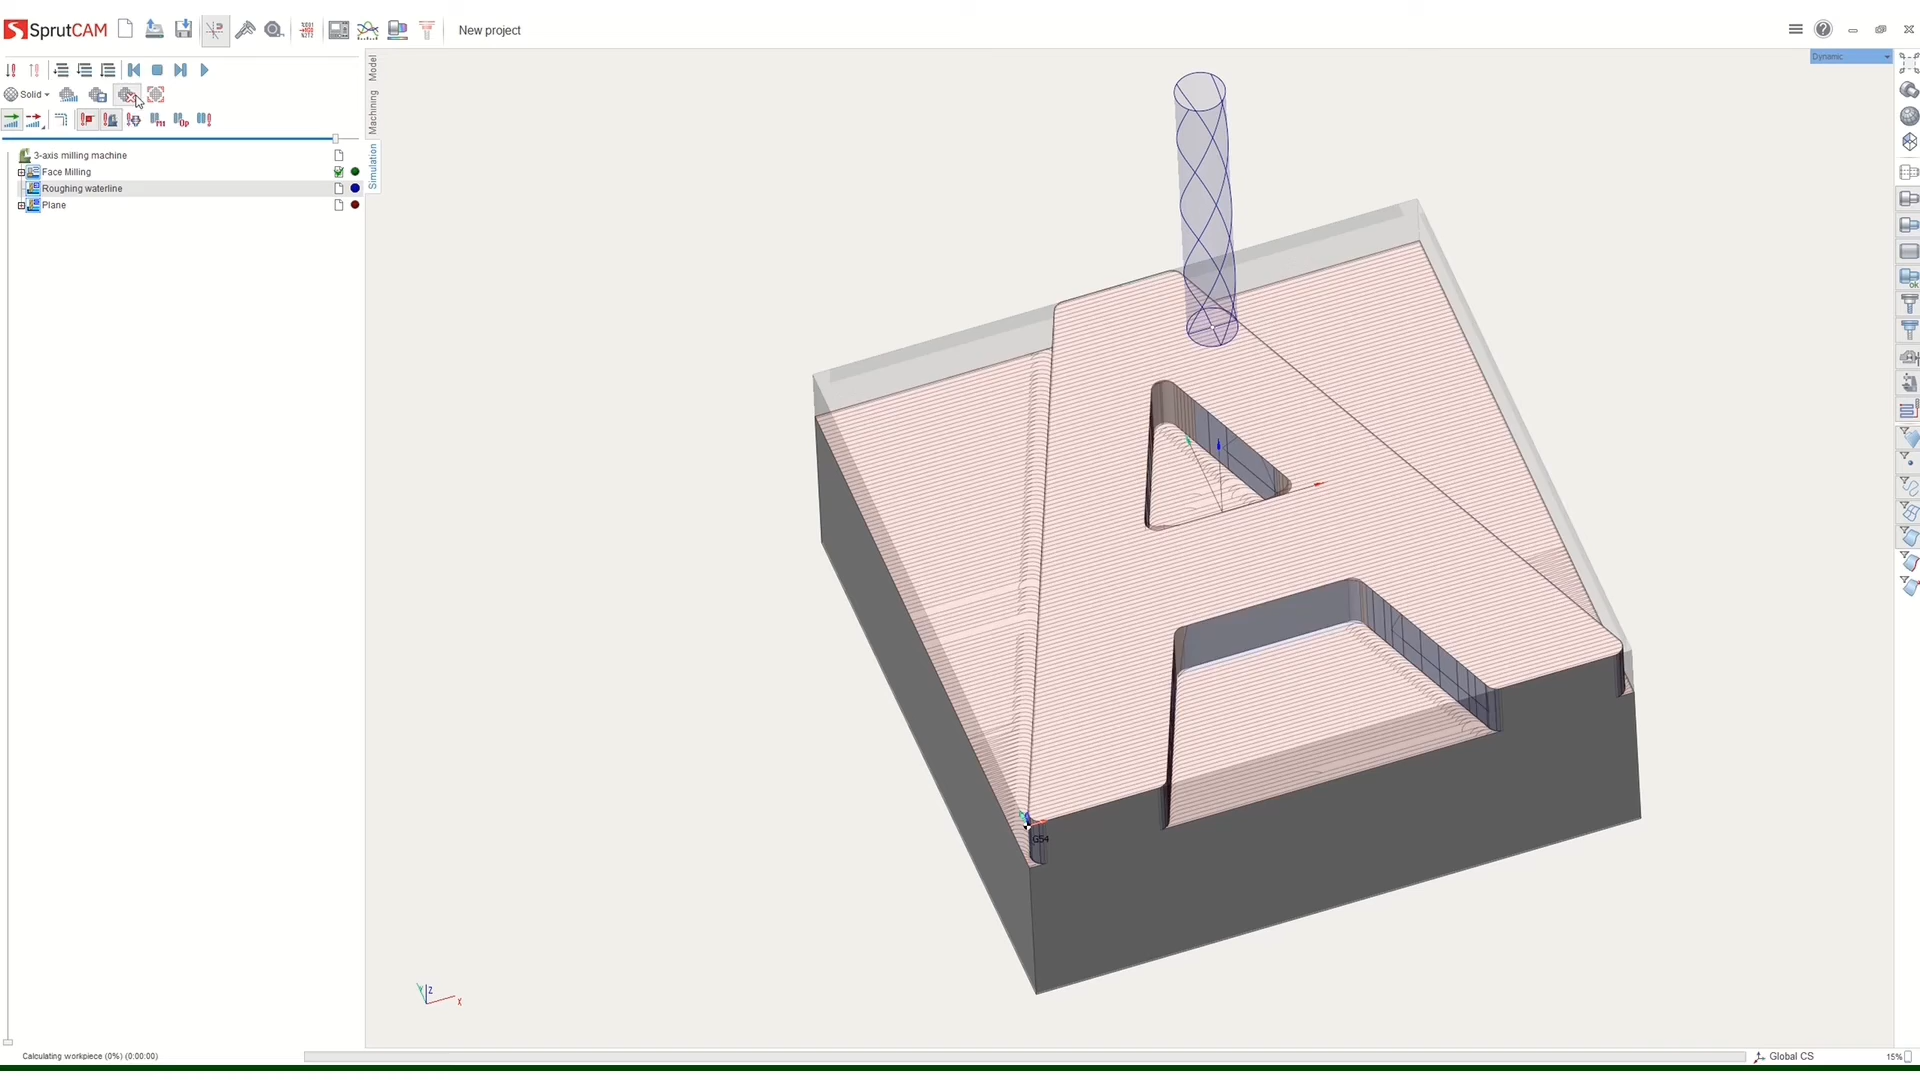 SprutCAM
New project
Solid
Model
Machining
Simulation
Dynamic
3-axis milling machine
Face Milling
Roughing waterline
Plane
G54
Z
X
Calculating workpiece (0%) (0:00:00)
Global CS
15%